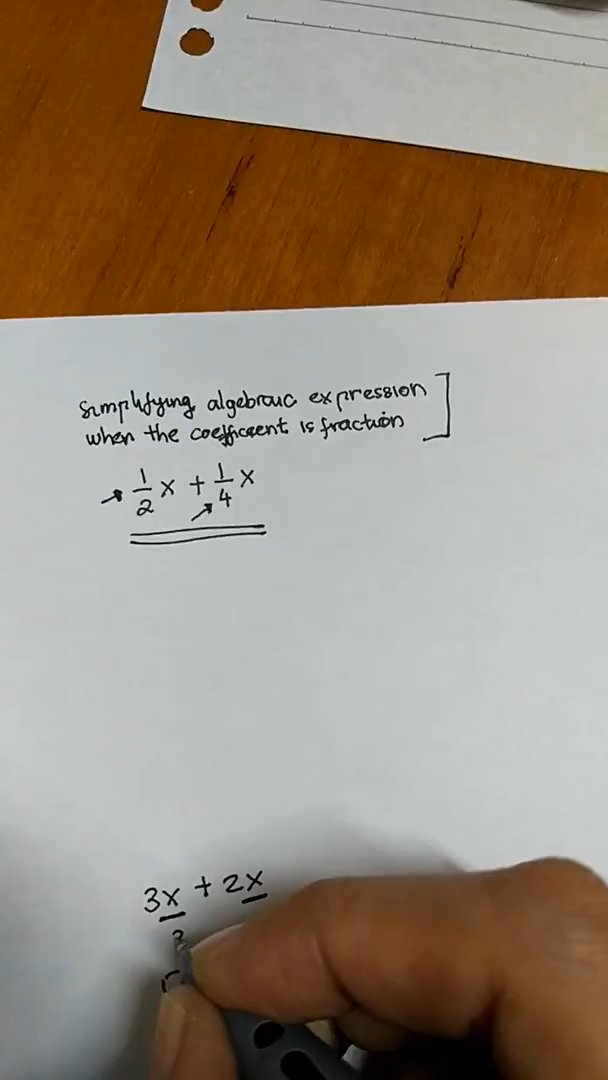 Simplifying algebraic expression
when the coefficient is fraction
1/2 x + 1/4 x
3x + 2x